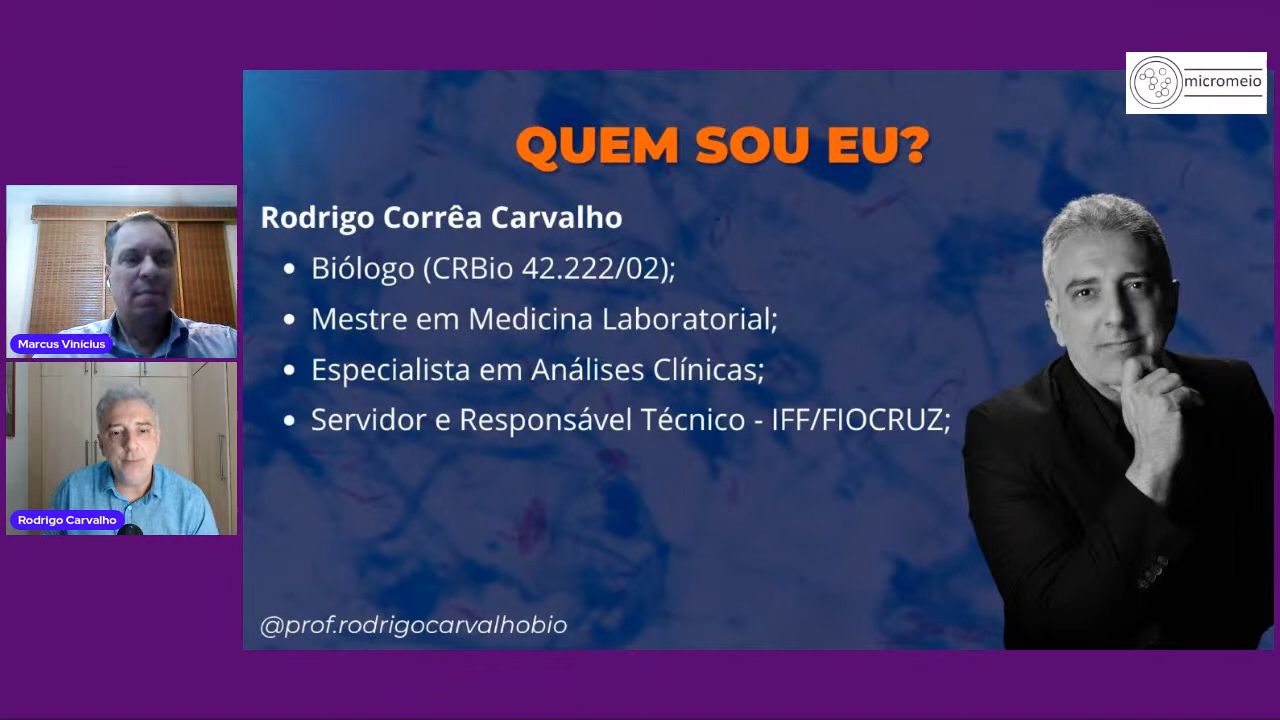 micromeio
QUEM SOU EU?
Rodrigo Corrêa Carvalho
• Biólogo (CRBio 42.222/02);
• Mestre em Medicina Laboratorial;
• Especialista em Análises Clínicas;
• Servidor e Responsável Técnico - IFF/FIOCRUZ;
@prof.rodrigocarvalhobio
Marcus Vinícius
Rodrigo Carvalho